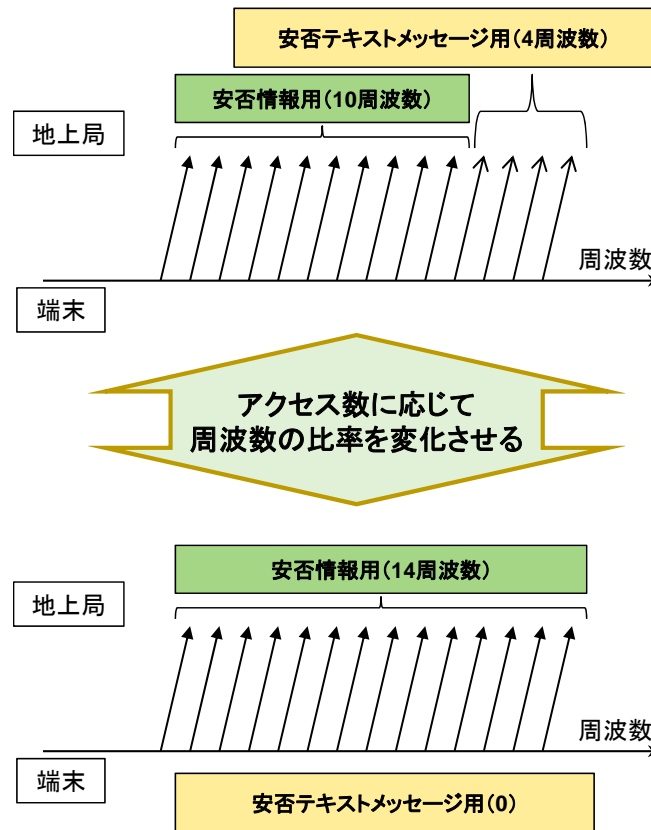 安否テキストメッセージ用(4周波数)
安否情報用(10周波数)
地上局
周波数
端末
アクセス数に応じて
周波数の比率を変化させる
安否情報用(14周波数)
地上局
周波数
端末
安否テキストメッセージ用(0)